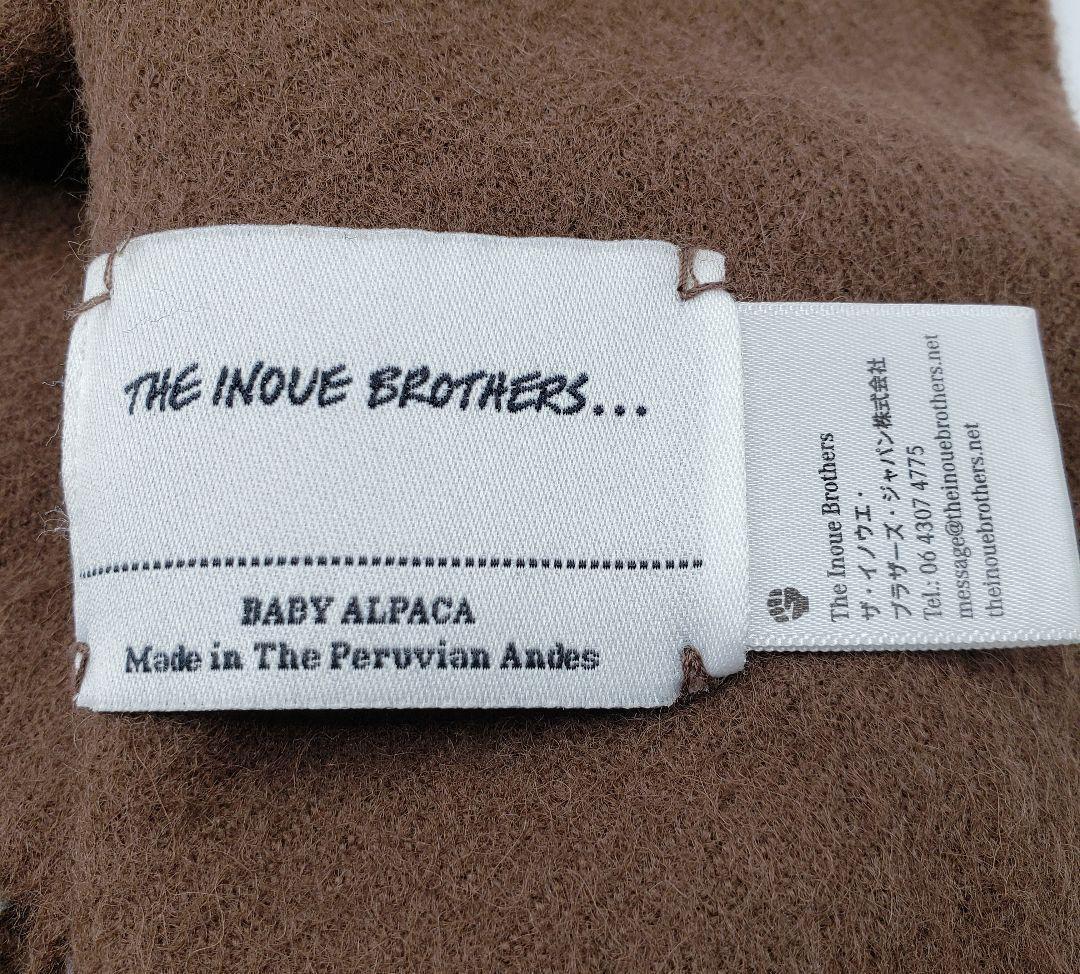 THE INOUE BROTHERS...
BABY ALPACA
Made in The Peruvian Andes
The Inoue Brothers
ザ・イノウエ・
ブラザーズ・ジャパン株式会社
Tel.: 06 4307 4775
message@theinouebrothers.net
theinouebrothers.net